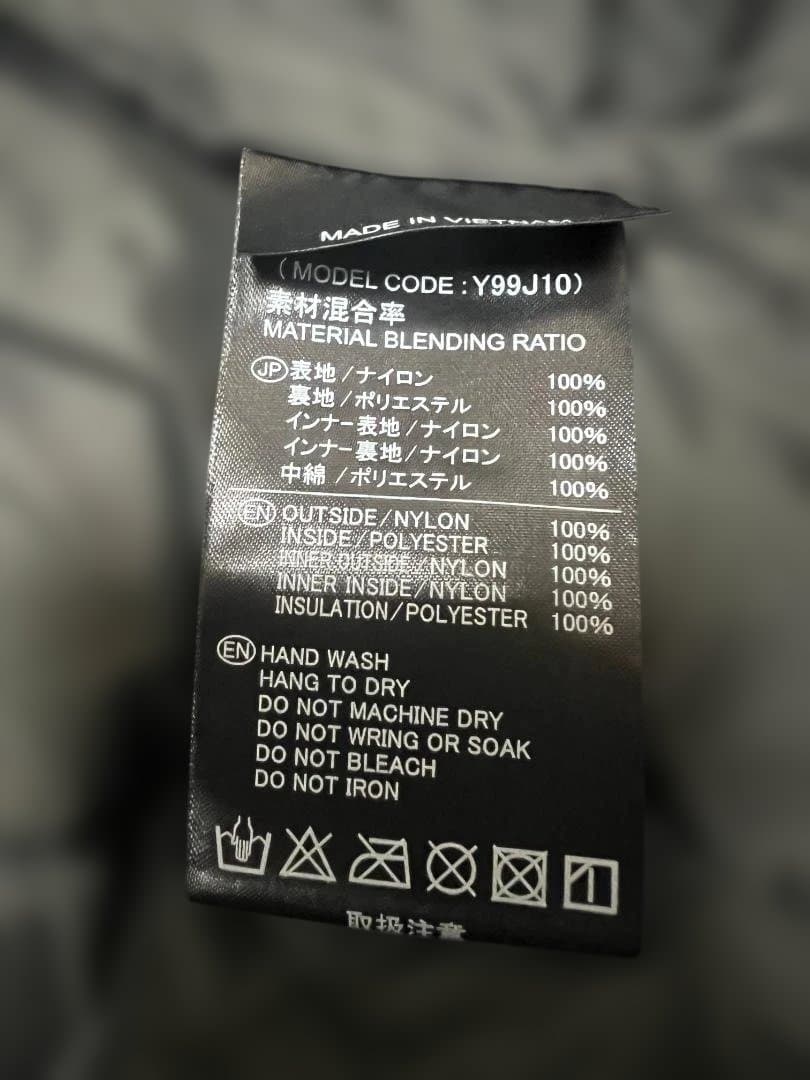 MADE IN VIETNAM
(MODEL CODE : Y99J10)
素材混合率
MATERIAL BLENDING RATIO
JP 表地/ナイロン 100%
裏地/ポリエステル 100%
インナー表地/ナイロン 100%
インナー裏地/ナイロン 100%
中綿/ポリエステル 100%
EN OUTSIDE/NYLON 100%
INSIDE/POLYESTER 100%
INNER OUTSIDE/NYLON 100%
INNER INSIDE/NYLON 100%
INSULATION/POLYESTER 100%
EN HAND WASH
HANG TO DRY
DO NOT MACHINE DRY
DO NOT WRING OR SOAK
DO NOT BLEACH
DO NOT IRON
取扱注意